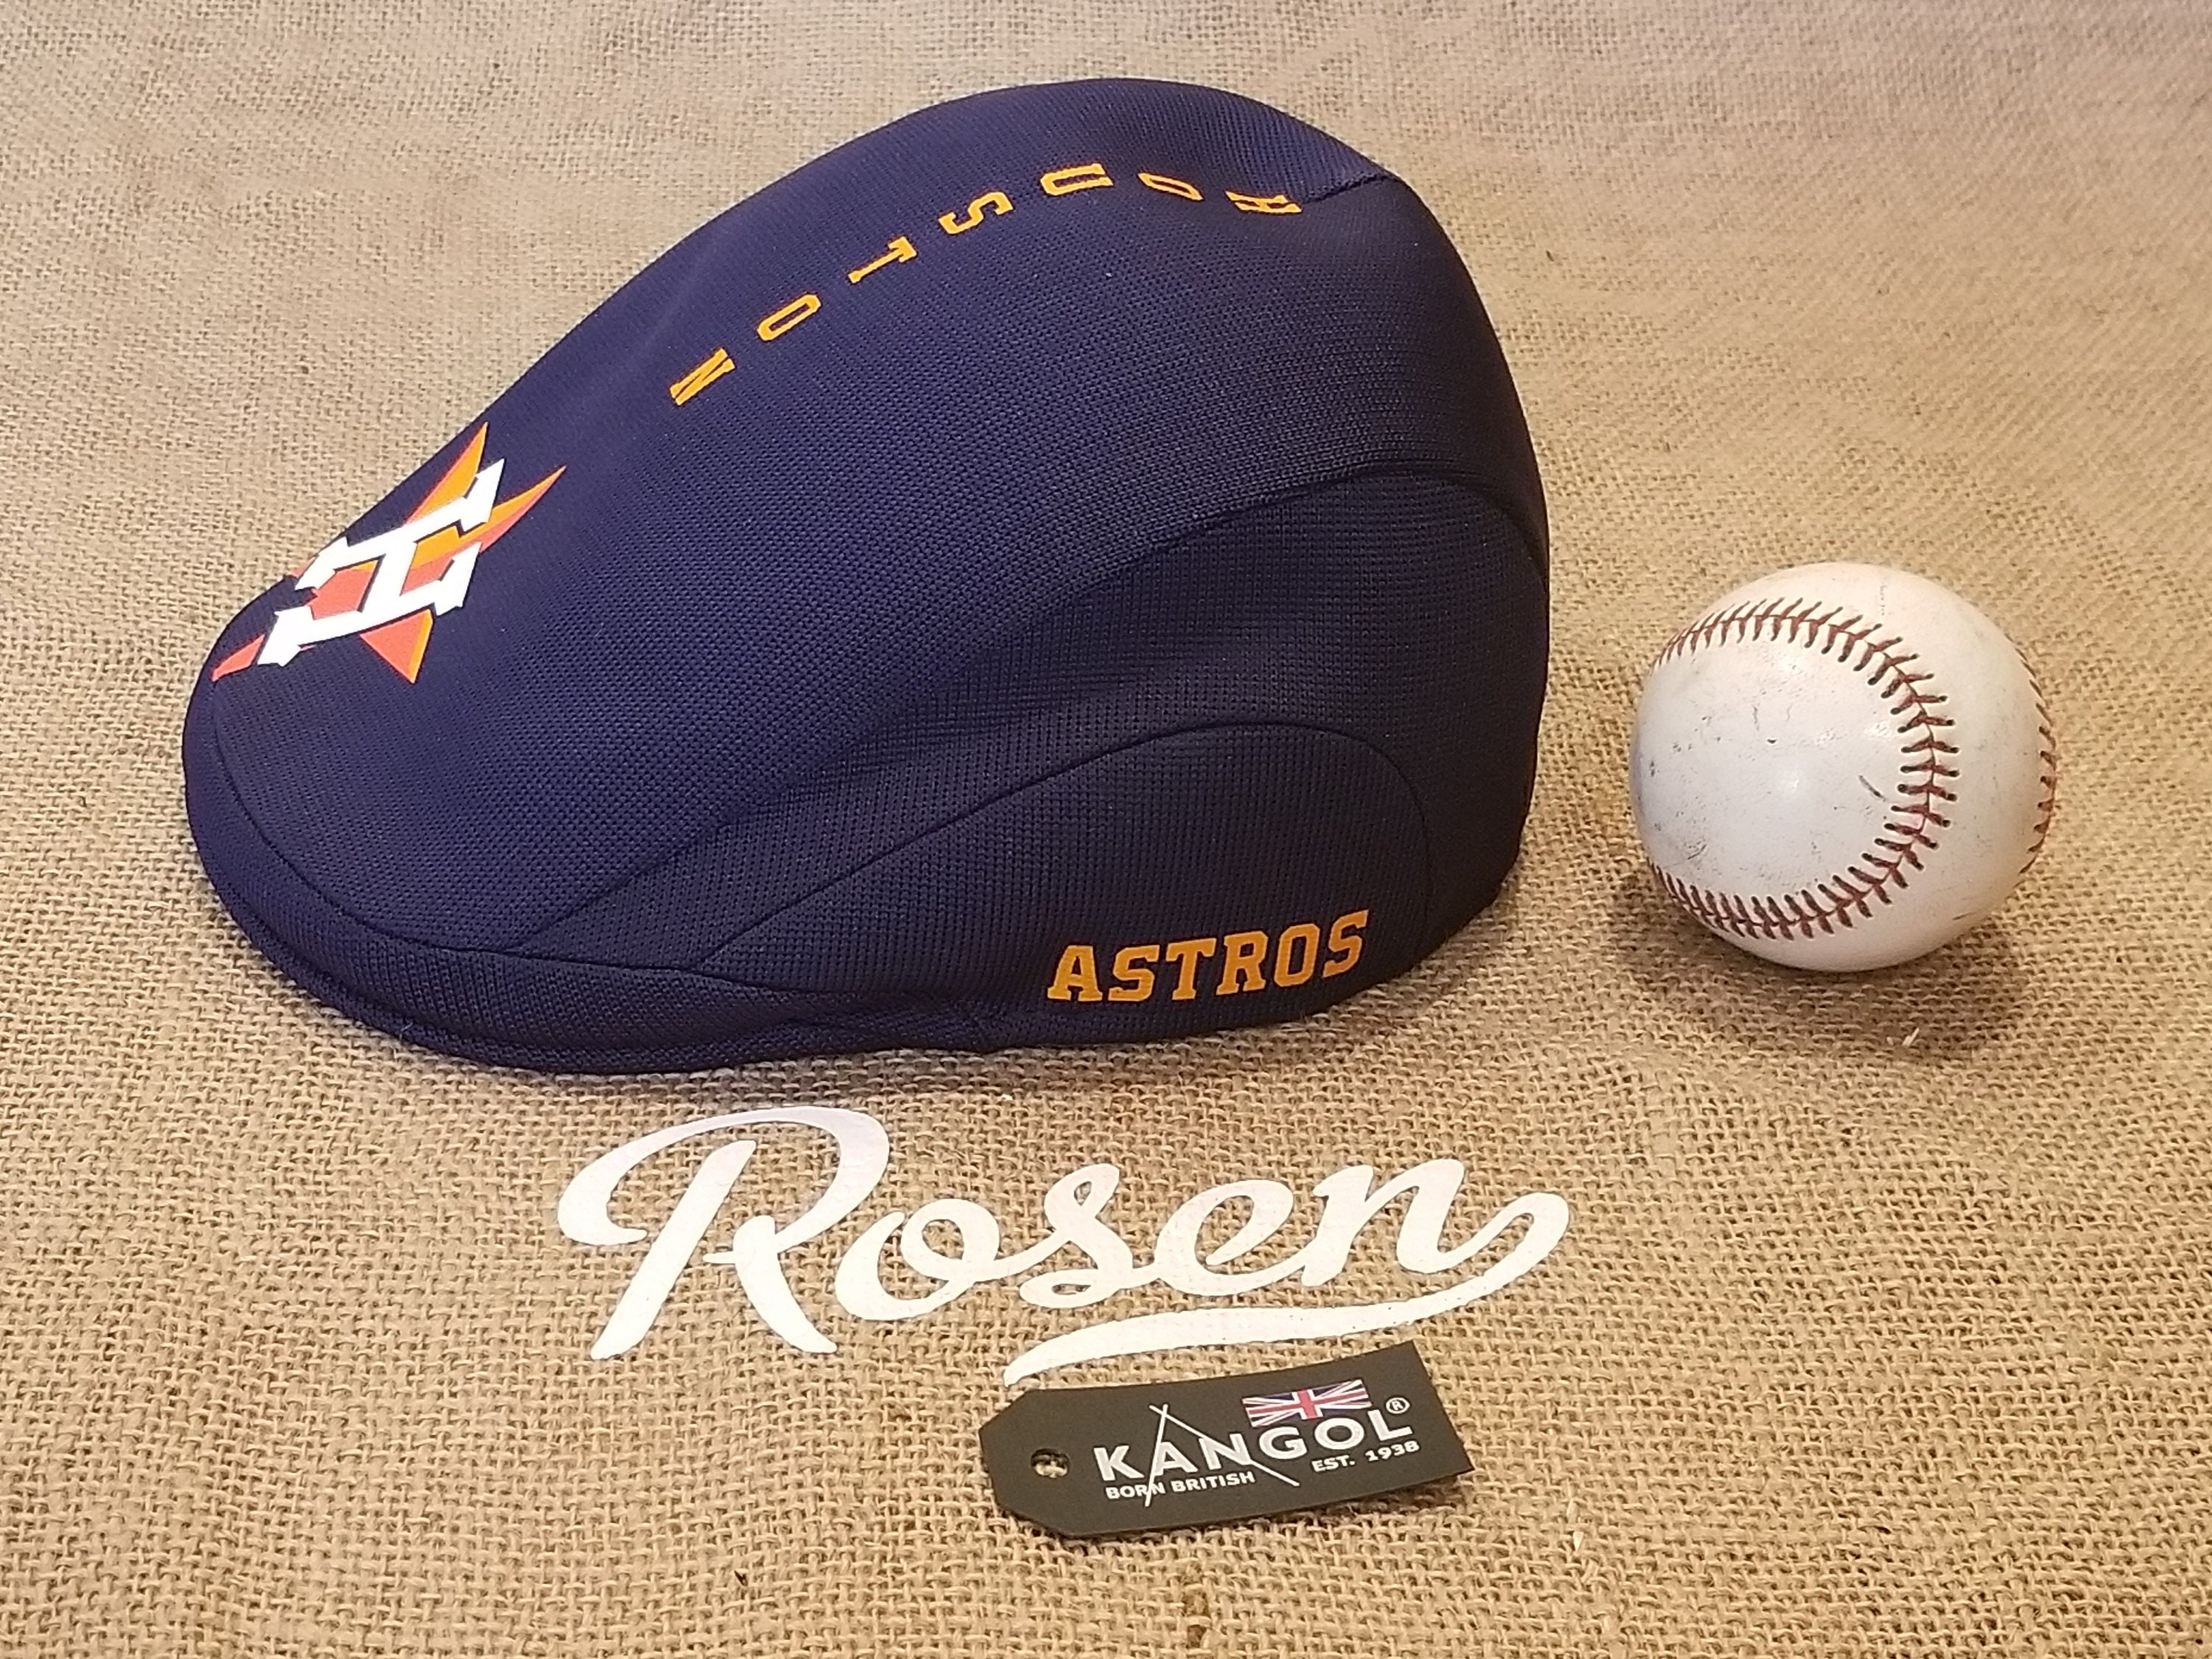 HOUSTON
H
ASTROS
Rosen
KANGOL®
BORN BRITISH EST. 1938